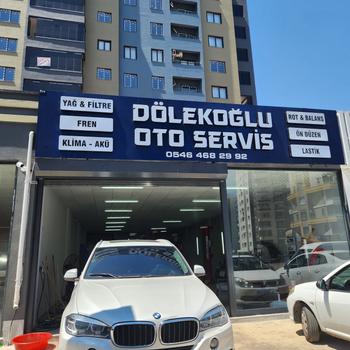 YAĞ & FİLTRE
FREN
KLİMA - AKÜ
DÖLEKOĞLU
OTO SERVİS
0546 468 29 92
ROT & BALANS
ÖN DÜZEN
LASTİK